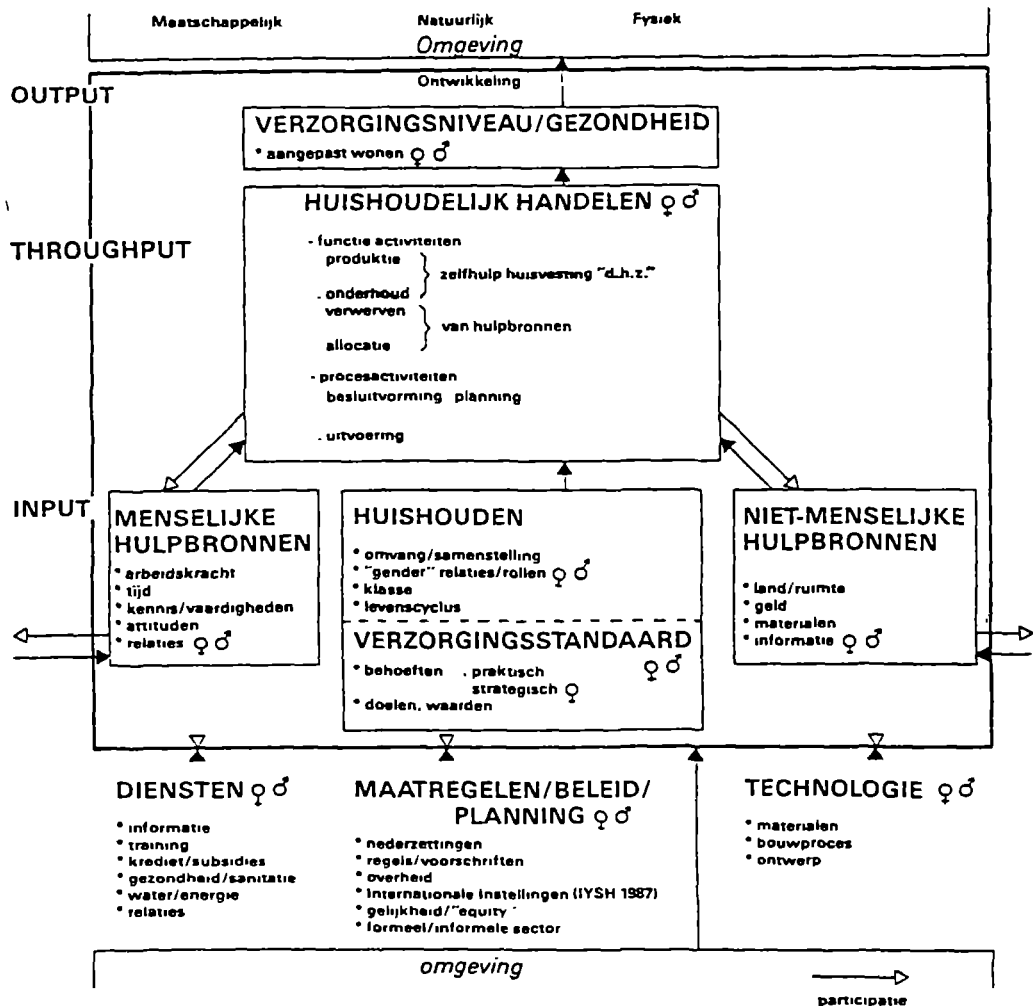 Maatschappelijk Natuurlijk Fysiek
Omgeving
Ontwikkeling
OUTPUT
VERZORGINGSNIVEAU/GEZONDHEID
* aangepast wonen ♀ ♂
HUISHOUDELIJK HANDELEN ♀ ♂
THROUGHPUT
- functie activiteiten
produktie
zelfhulp huisvesting "d.h.z."
. onderhoud
verwerven
van hulpbronnen
allocatie
- procesactiviteiten
besluitvorming planning
. uitvoering
INPUT
MENSELIJKE
HULPBRONNEN
* arbeidskracht
* tijd
* kennis/vaardigheden
* attituden
* relaties ♀ ♂
HUISHOUDEN
* omvang/samenstelling
* "gender" relaties/rollen ♀ ♂
* klasse
* levenscyclus
VERZORGINGSSTANDAARD
* behoeften . praktisch ♀ ♂
strategisch ♀
* doelen, waarden
NIET-MENSELIJKE
HULPBRONNEN
* land/ruimte
* geld
* materialen
* informatie ♀ ♂
DIENSTEN ♀ ♂
* informatie
* training
* krediet/subsidies
* gezondheid/sanitatie
* water/energie
* relaties
MAATREGELEN/BELEID/
PLANNING ♀ ♂
* nederzettingen
* regels/voorschriften
* overheid
* Internationale Instellingen (IYSH 1987)
* gelijkheid/"equity"
* formeel/informele sector
TECHNOLOGIE ♀ ♂
* materialen
* bouwproces
* ontwerp
omgeving
participatie